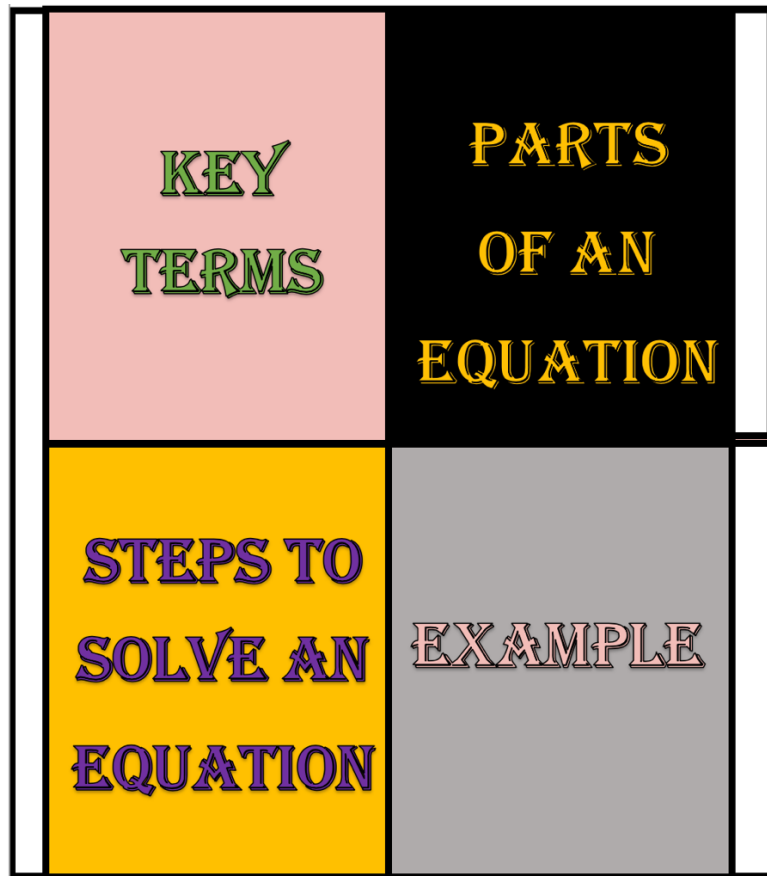 KEY
TERMS
PARTS
OF AN
EQUATION
STEPS TO
SOLVE AN
EQUATION
EXAMPLE